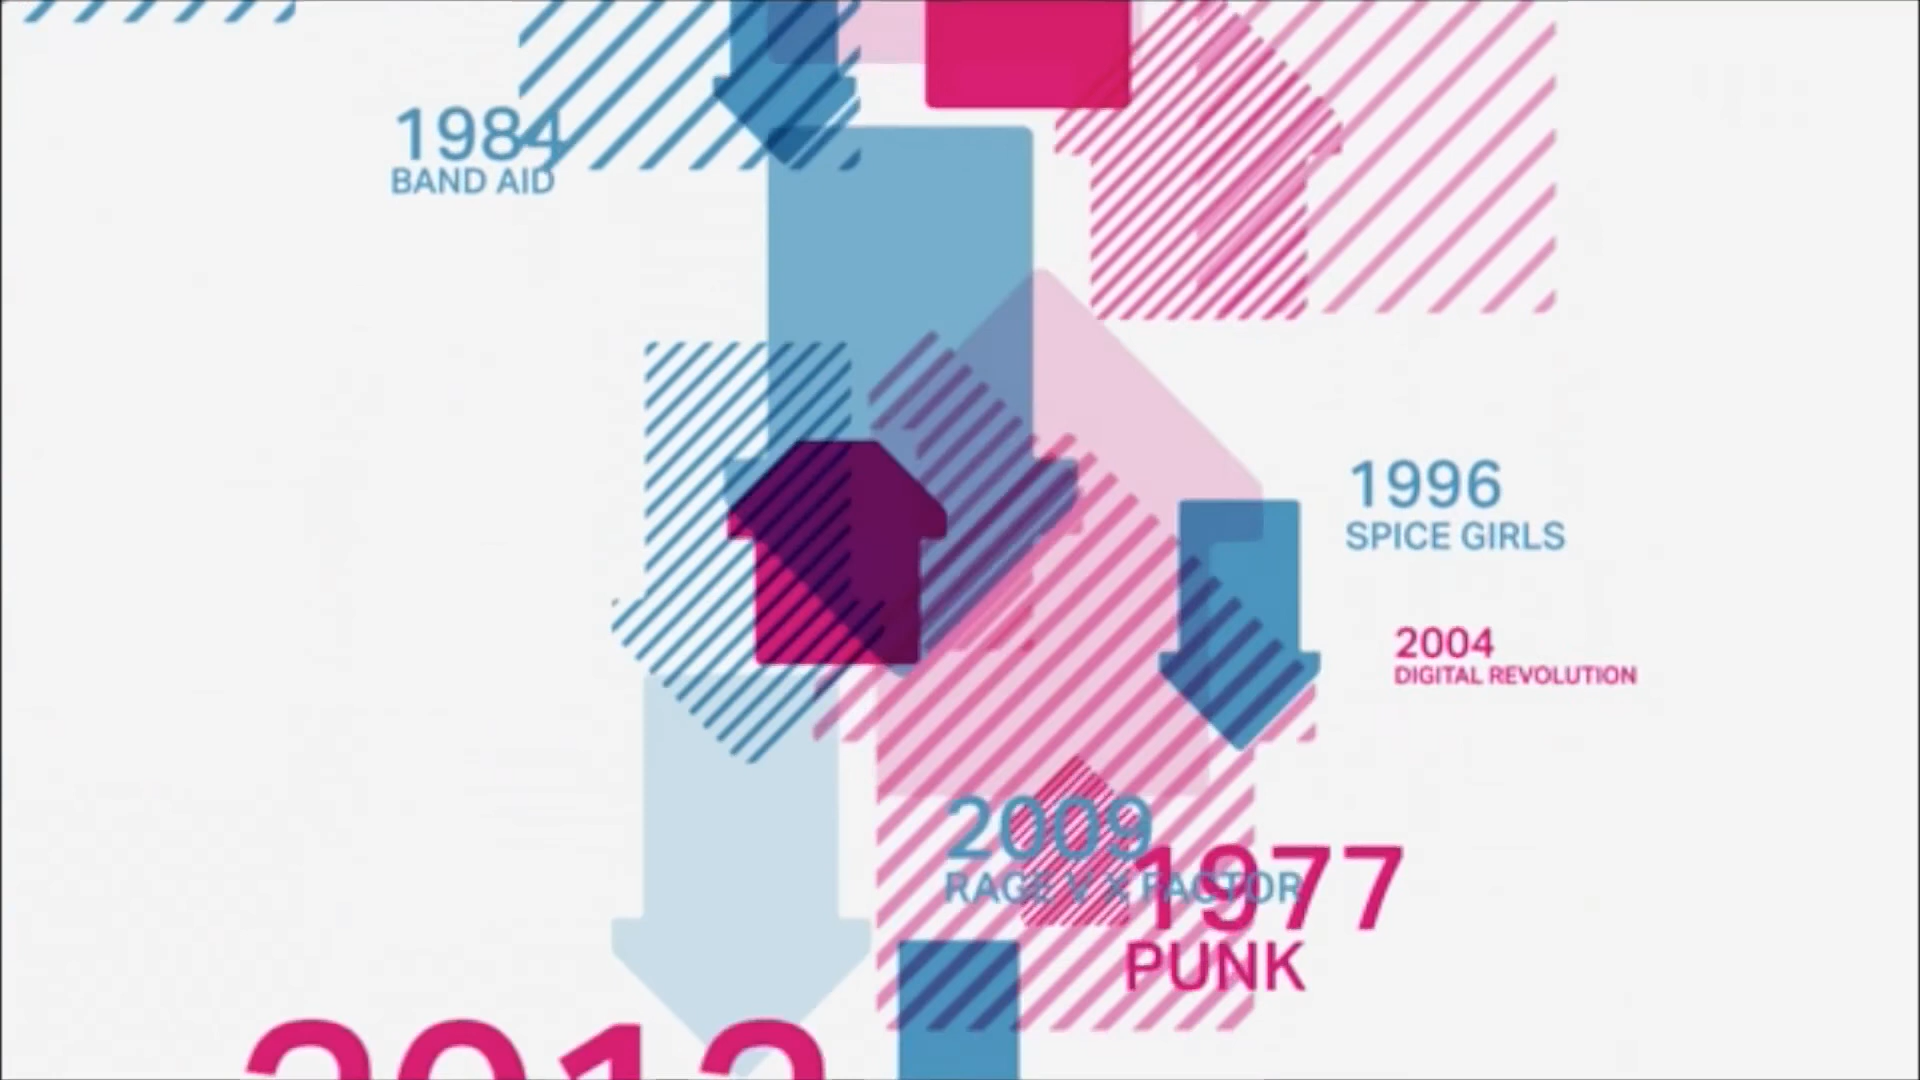 1984
BAND AID
1996
SPICE GIRLS
2004
DIGITAL REVOLUTION
2009
RAGE V X FACTOR
1977
PUNK